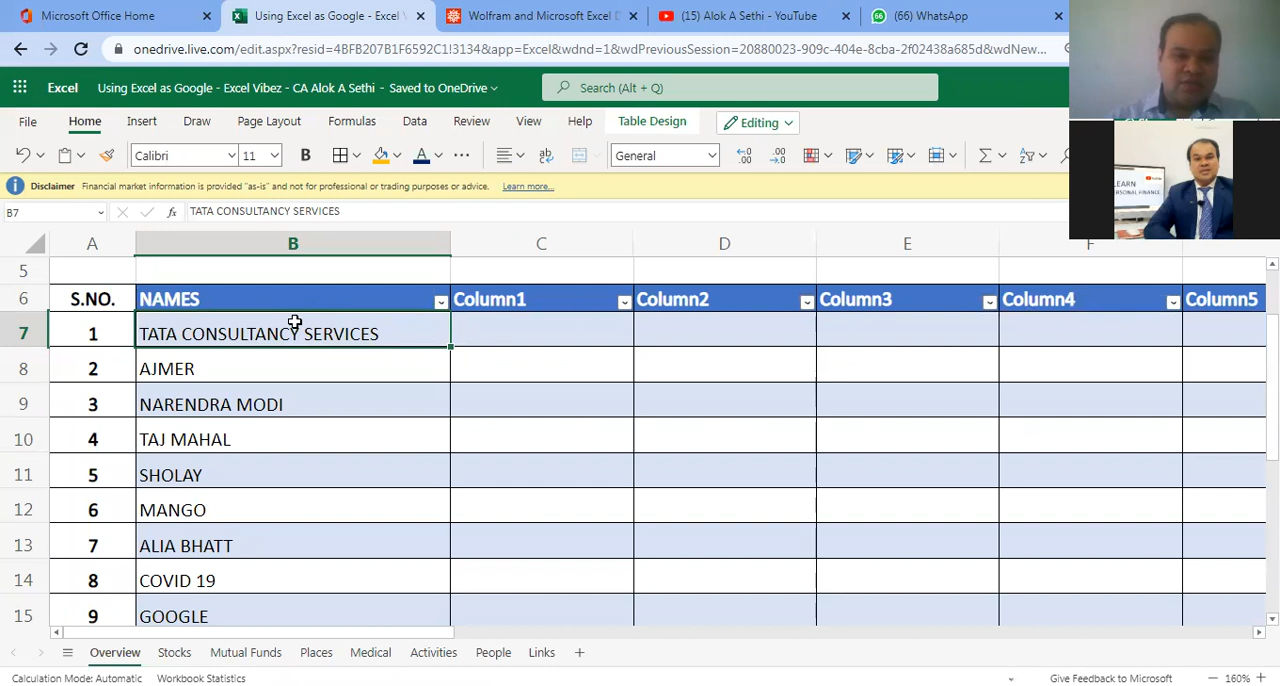 Microsoft Office Home
Using Excel as Google - Excel V
Wolfram and Microsoft Excel D
(15) Alok A Sethi - YouTube
(66) WhatsApp
onedrive.live.com/edit.aspx?resid=4BFB207B1F6592C1!3134&app=Excel&wdnd=1&wdPreviousSession=20880023-909c-404e-8cba-2f02438a685d&wdNew...
Excel Using Excel as Google - Excel Vibez - CA Alok A Sethi - Saved to OneDrive
Search (Alt + Q)
File Home Insert Draw Page Layout Formulas Data Review View Help Table Design Editing
Calibri 11 B A General
Disclaimer Financial market information is provided "as-is" and not for professional or trading purposes or advice. Learn more...
LEARN
PERSONAL FINANCE
B7 fx TATA CONSULTANCY SERVICES
A B C D E F
5
6 S.NO. NAMES Column1 Column2 Column3 Column4 Column5
7 1 TATA CONSULTANCY SERVICES
8 2 AJMER
9 3 NARENDRA MODI
10 4 TAJ MAHAL
11 5 SHOLAY
12 6 MANGO
13 7 ALIA BHATT
14 8 COVID 19
15 9 GOOGLE
Overview Stocks Mutual Funds Places Medical Activities People Links
Calculation Mode: Automatic Workbook Statistics Give Feedback to Microsoft 160%